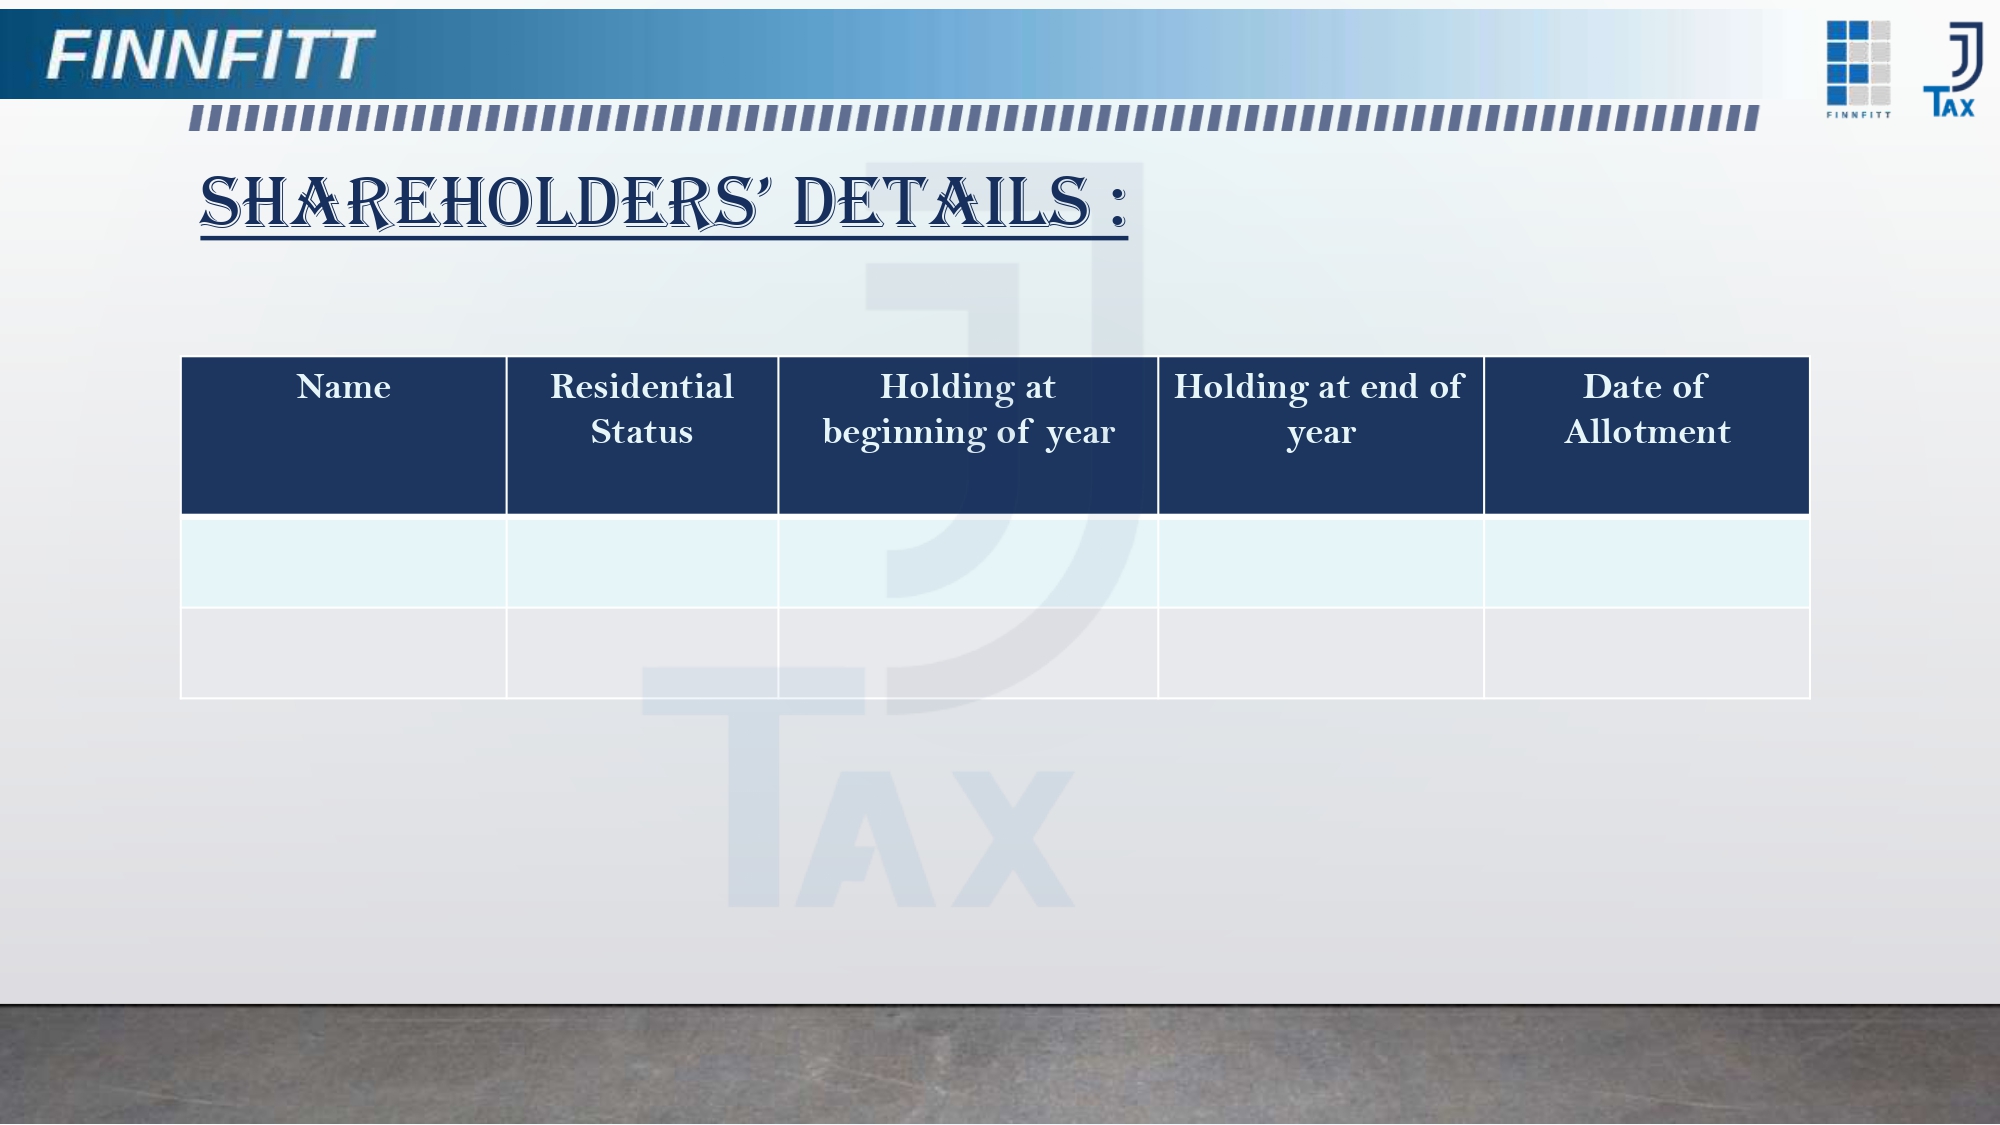 FINNFITT
FINNFITT
J
TAX
SHAREHOLDERS’ DETAILS :
Name
Residential
Status
Holding at
beginning of year
Holding at end of
year
Date of
Allotment
J
TAX